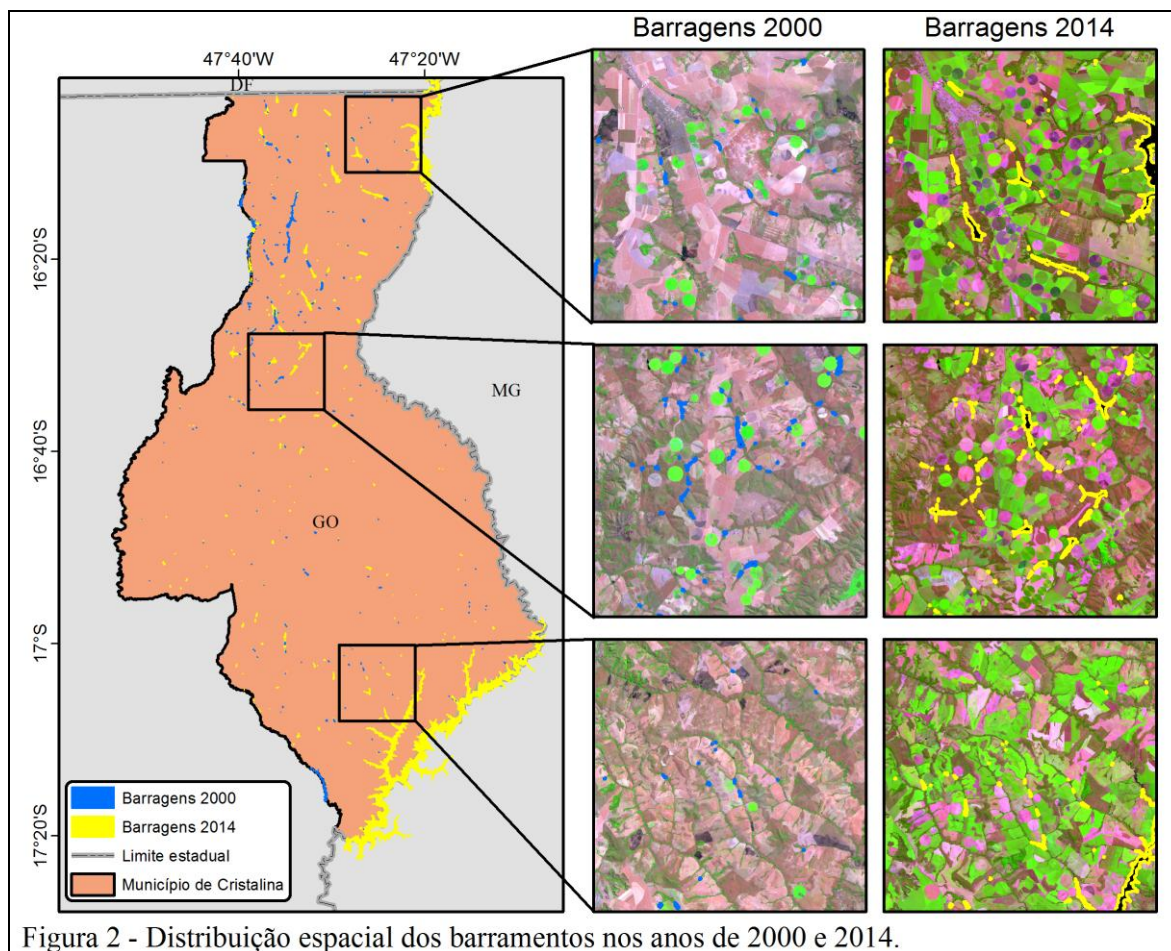 Barragens 2000
Barragens 2014
47°40'W
47°20'W
DF
16°20'S
MG
16°40'S
GO
17°S
17°20'S
Barragens 2000
Barragens 2014
Limite estadual
Município de Cristalina
Figura 2 - Distribuição espacial dos barramentos nos anos de 2000 e 2014.